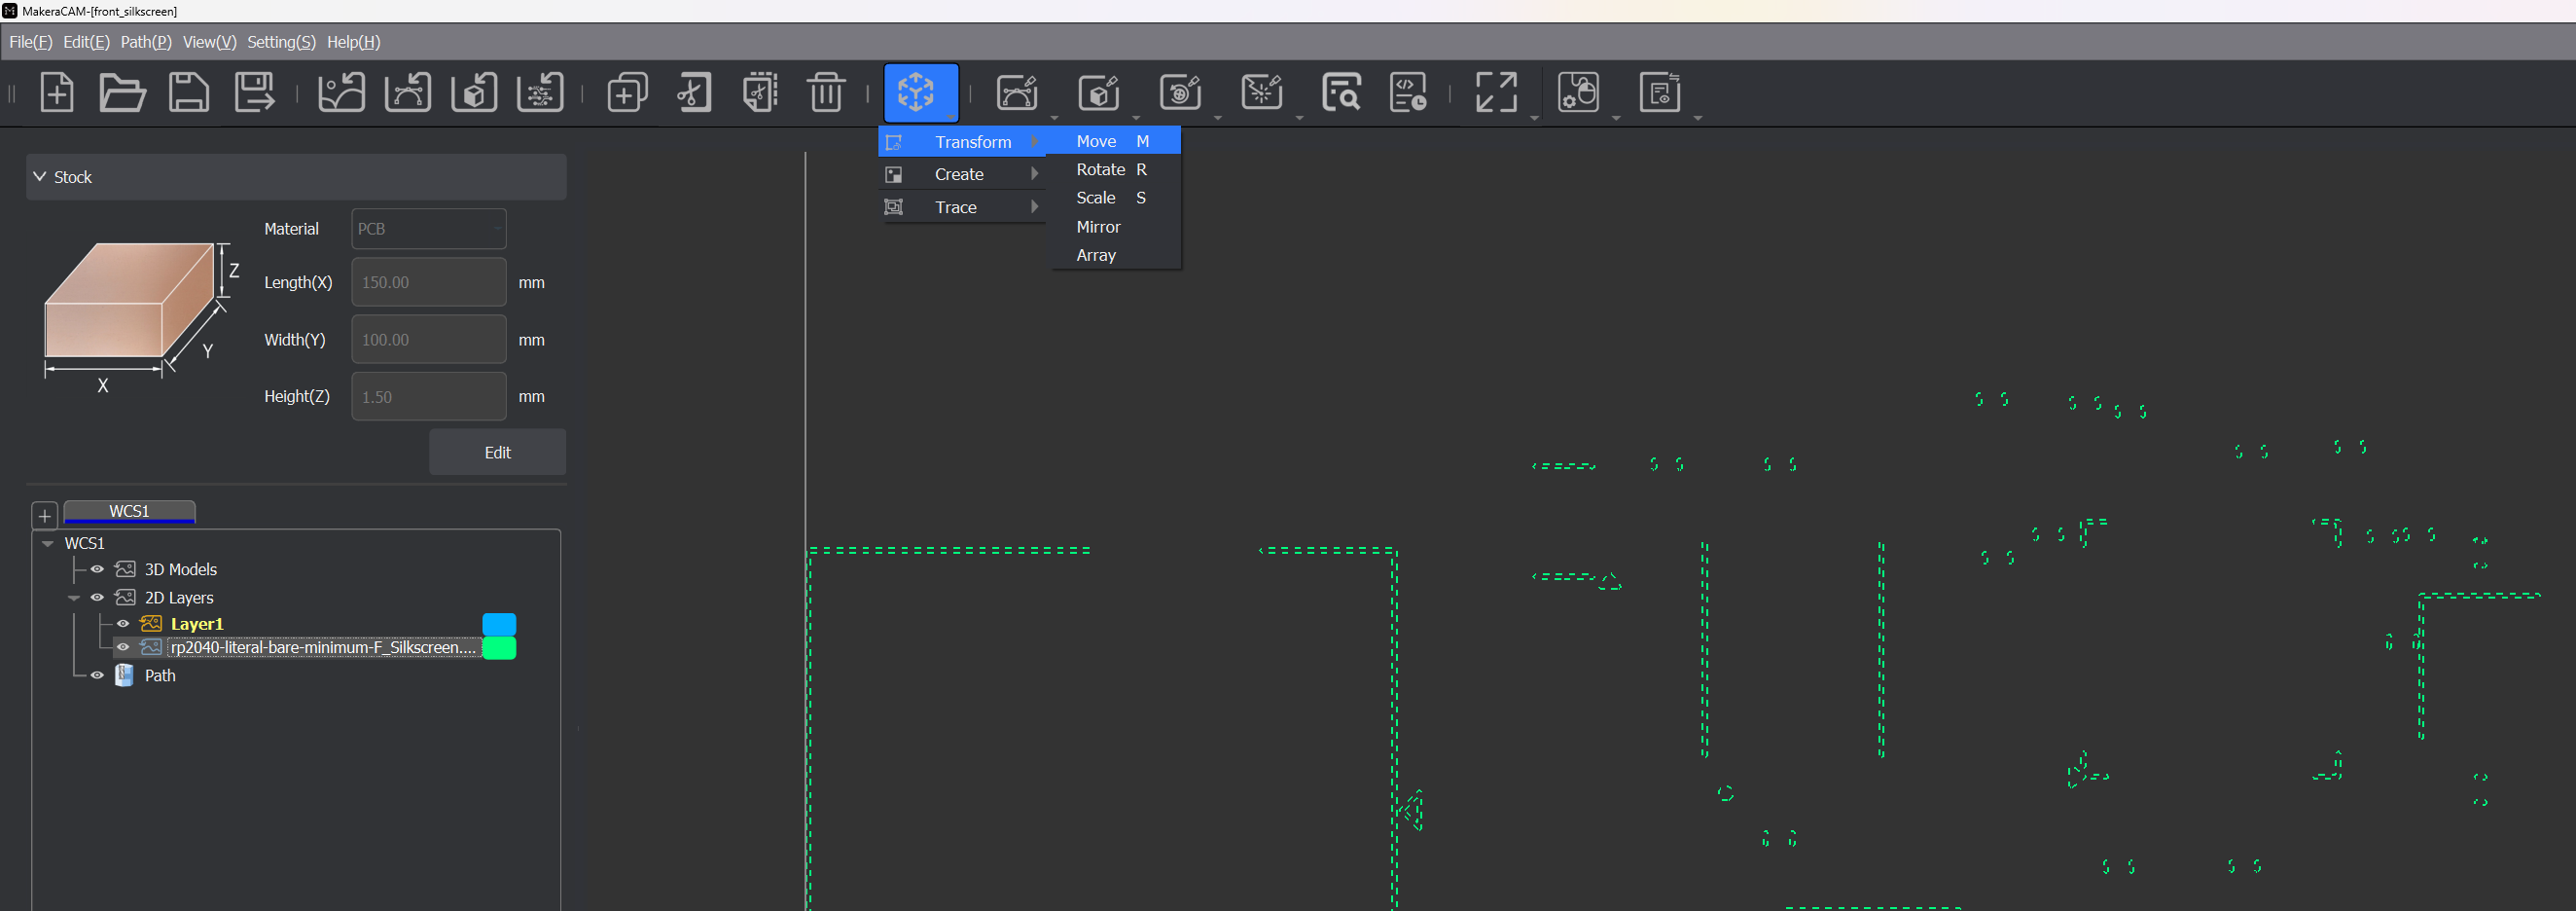 MakeraCAM-[front_silkscreen]
File(F) Edit(E) Path(P) View(V) Setting(S) Help(H)
Transform
Move M
Rotate R
Scale S
Mirror
Array
Create
Trace
Stock
Material PCB
Length(X) 150.00 mm
Width(Y) 100.00 mm
Height(Z) 1.50 mm
Z
Y
X
Edit
WCS1
WCS1
3D Models
2D Layers
Layer1
rp2040-literal-bare-minimum-F_Silkscreen....
Path